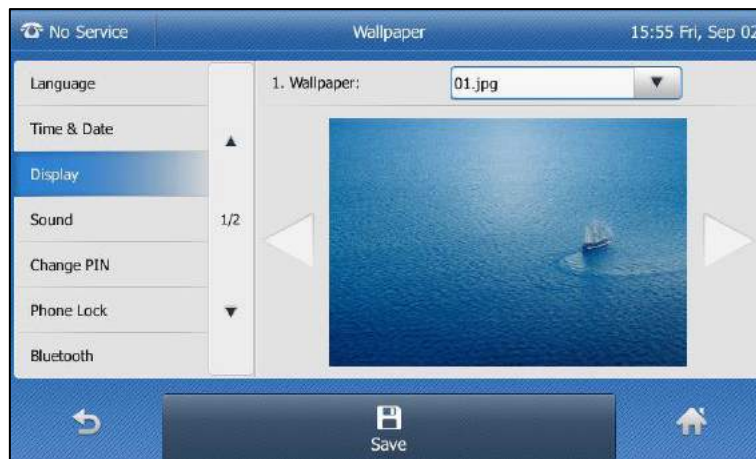 No Service
Wallpaper
15:55 Fri, Sep 02
Language
Time & Date
Display
Sound
Change PIN
Phone Lock
Bluetooth
1/2
1. Wallpaper:
01.jpg
Save